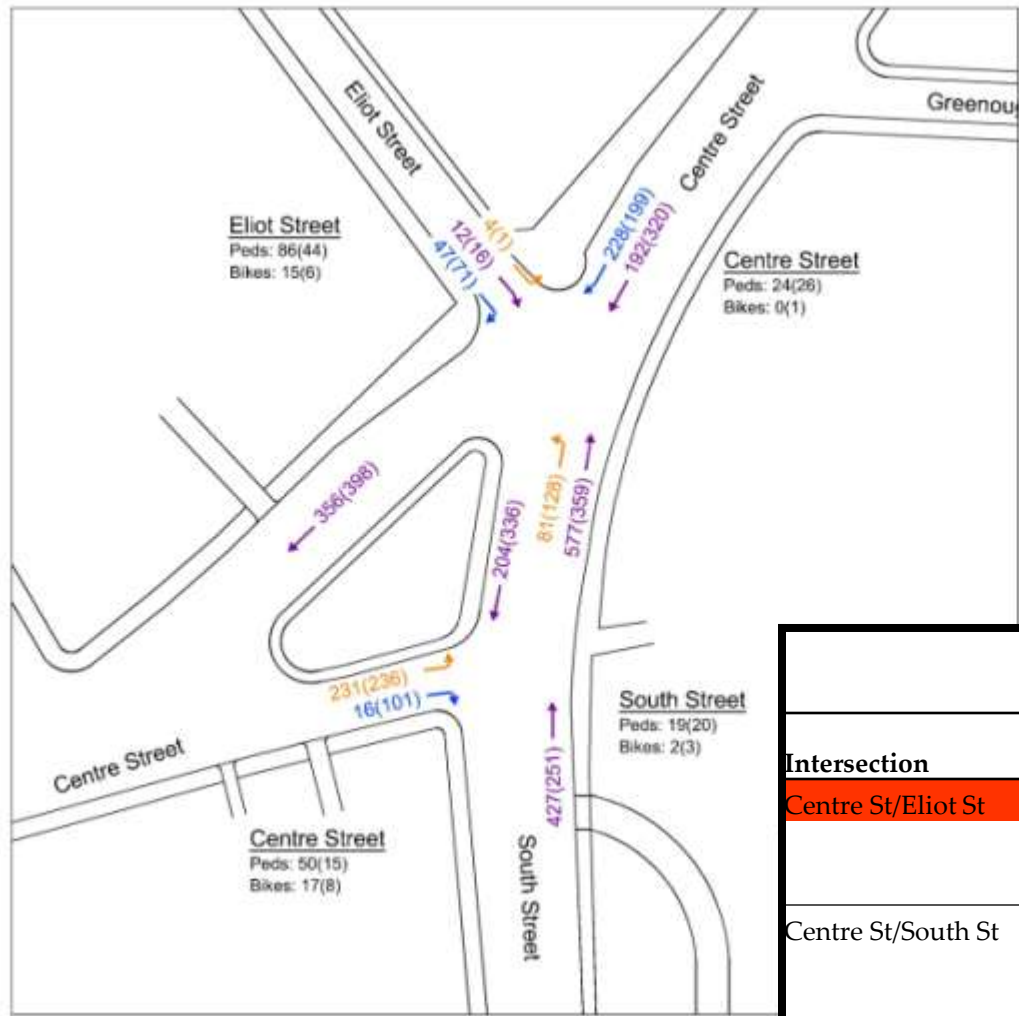 Eliot Street
Centre Street
Greenoug
Eliot Street
Peds: 86(44)
Bikes: 15(6)
12(16)
47(71)
4(1)
228(199)
192(320)
Centre Street
Peds: 24(26)
Bikes: 0(1)
356(398)
204(336)
81(128)
577(359)
231(236)
16(101)
South Street
Peds: 19(20)
Bikes: 2(3)
Centre Street
427(251)
Centre Street
Peds: 50(15)
Bikes: 17(8)
South Street
Intersection
Centre St/Eliot St
Centre St/South St